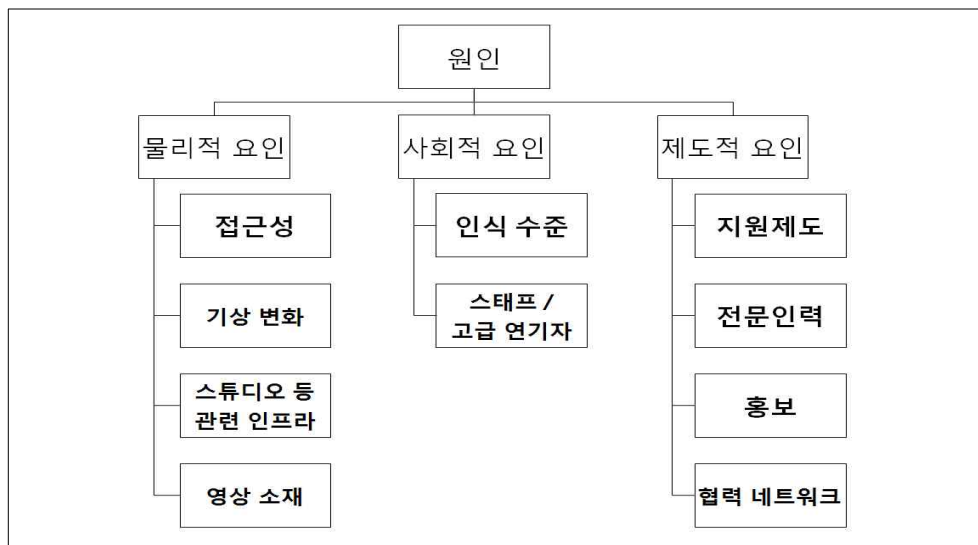 원인
물리적 요인
접근성
기상 변화
스튜디오 등
관련 인프라
영상 소재
사회적 요인
인식 수준
스태프 /
고급 연기자
제도적 요인
지원제도
전문인력
홍보
협력 네트워크